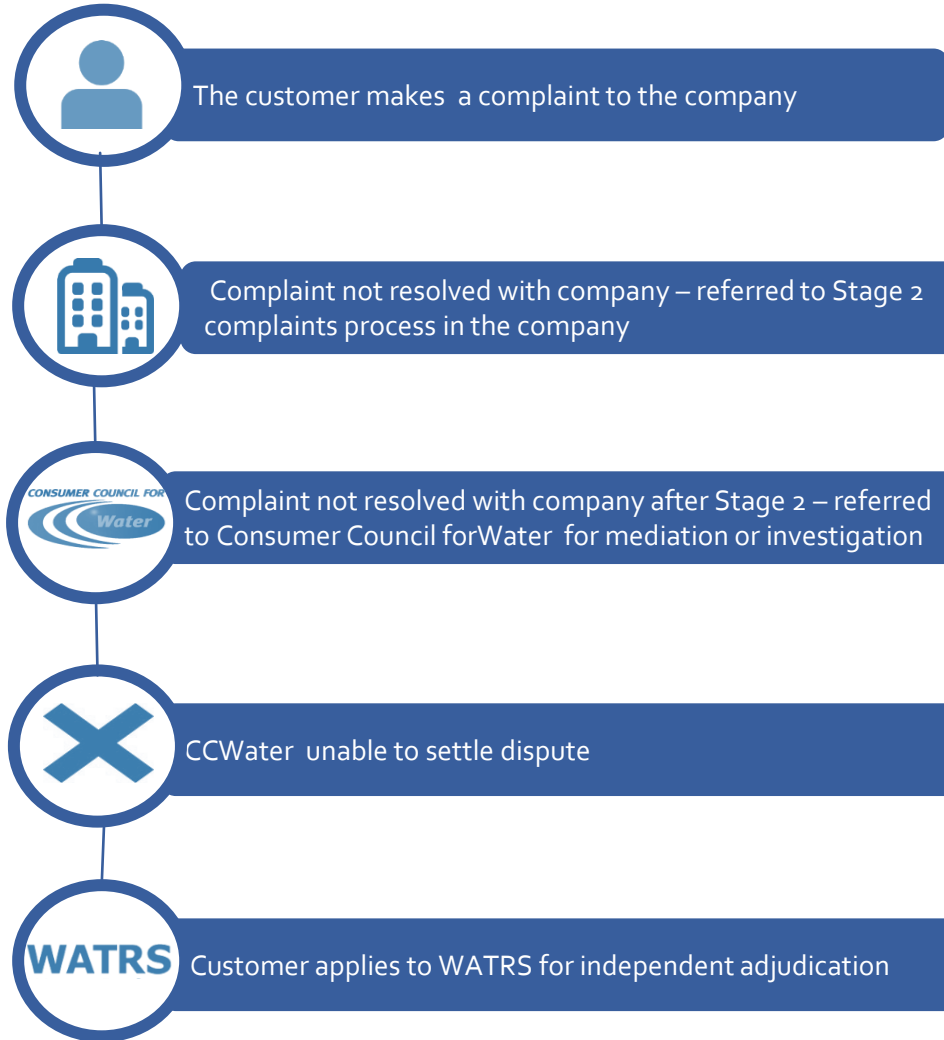 The customer makes a complaint to the company
Complaint not resolved with company – referred to Stage 2
complaints process in the company
CONSUMER COUNCIL FOR
Water
Complaint not resolved with company after Stage 2 – referred
to Consumer Council forWater for mediation or investigation
CCWater unable to settle dispute
WATRS
Customer applies to WATRS for independent adjudication